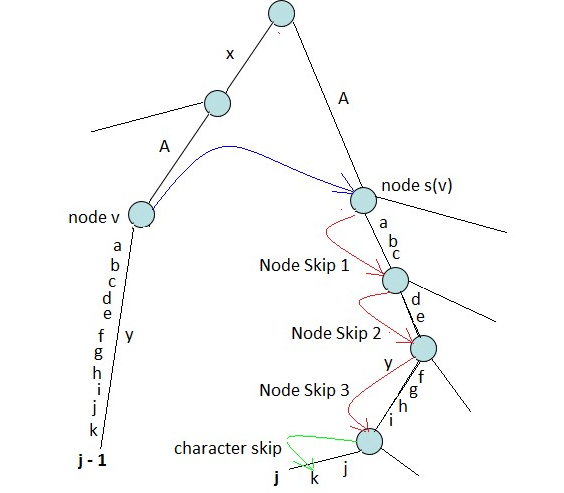 x
A
A
node v
node s(v)
a
b
c
d
e
f
g
h
i
j
k
y
j - 1
a
b
c
Node Skip 1
d
e
Node Skip 2
y
f
g
h
i
Node Skip 3
character skip
j
k
j